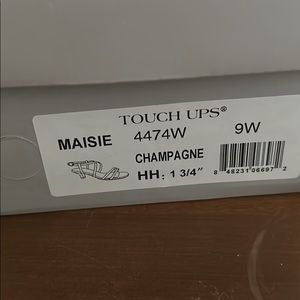 TOUCH UPS®
MAISIE 4474W 9W
CHAMPAGNE
HH: 1 3/4"
8 48231 06697 2